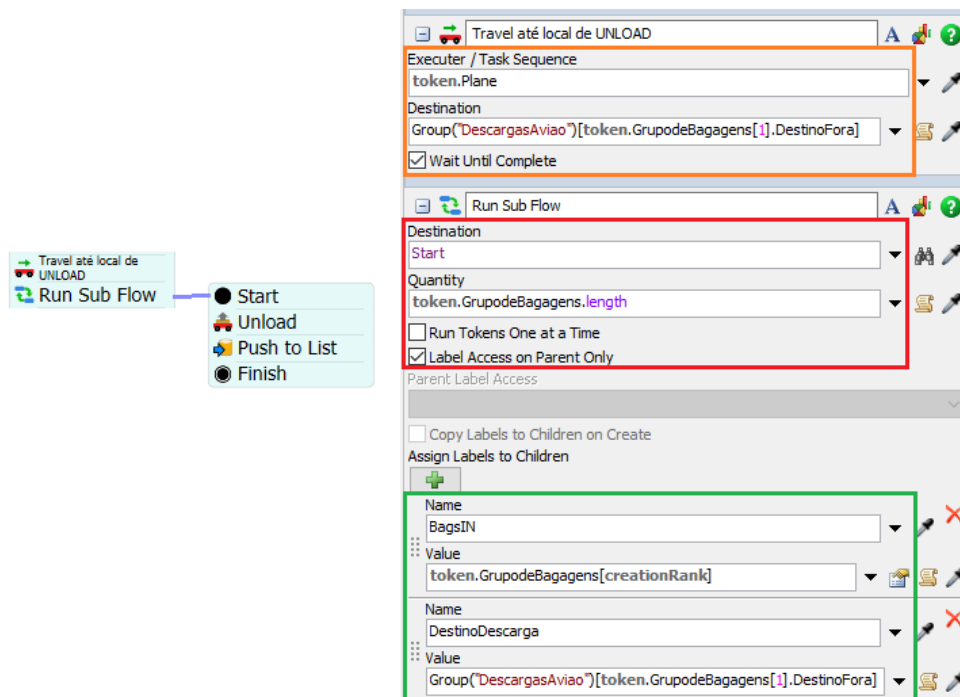 Travel até local de
UNLOAD
Run Sub Flow
Start
Unload
Push to List
Finish
Travel até local de UNLOAD
A
Executer / Task Sequence
token.Plane
Destination
Group("DescargasAviao")[token.GrupodeBagagens[1].DestinoFora]
Wait Until Complete
Run Sub Flow
A
Destination
Start
Quantity
token.GrupodeBagagens.length
Run Tokens One at a Time
Label Access on Parent Only
Parent Label Access
Copy Labels to Children on Create
Assign Labels to Children
Name
BagsIN
Value
token.GrupodeBagagens[creationRank]
Name
DestinoDescarga
Value
Group("DescargasAviao")[token.GrupodeBagagens[1].DestinoFora]